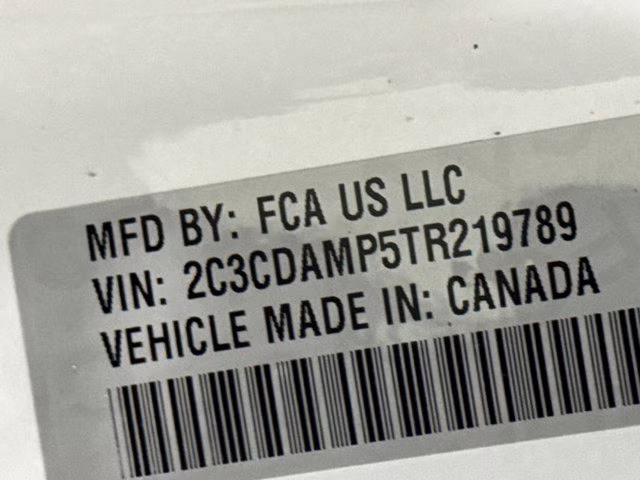 MFD BY: FCA US LLC
VIN: 2C3CDAMP5TR219789
VEHICLE MADE IN: CANADA